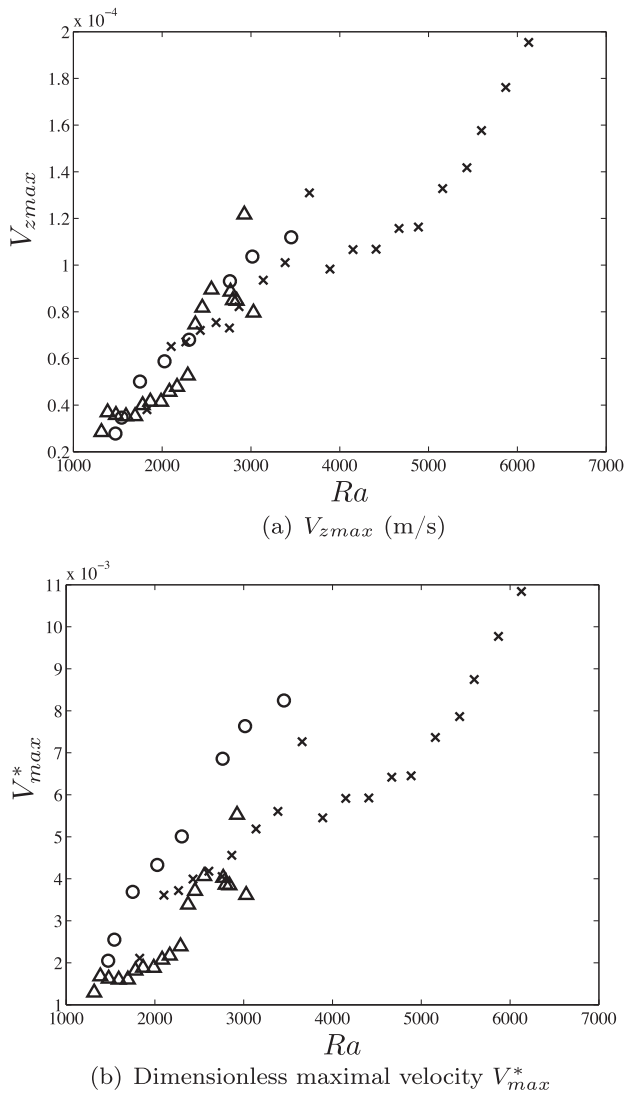 x 10⁻⁴
2
1.8
1.6
1.4
1.2
1
0.8
0.6
0.4
0.2
V_zmax
1000 2000 3000 4000 5000 6000 7000
Ra
(a) V_zmax (m/s)
x 10⁻³
11
10
9
8
7
6
5
4
3
2
1
V*_max
1000 2000 3000 4000 5000 6000 7000
Ra
(b) Dimensionless maximal velocity V*_max